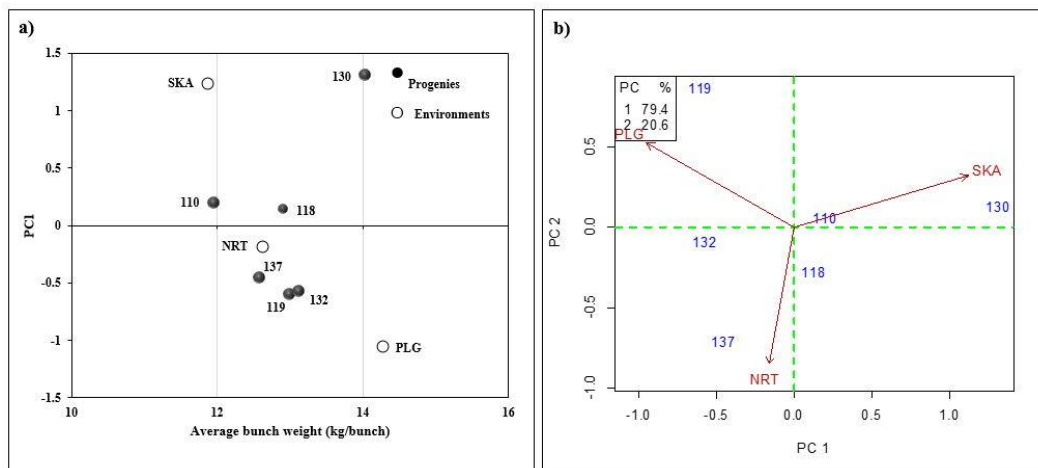 a)
1.5
1
0.5
0
-0.5
-1
-1.5
PC1
SKA
130
Progenies
Environments
110
118
NRT
137
119
132
PLG
10
12
14
16
Average bunch weight (kg/bunch)
b)
PC %
1 79.4
2 20.6
119
PLG
SKA
130
110
132
118
137
NRT
0.5
0.0
-0.5
-1.0
PC 2
-1.0
-0.5
0.0
0.5
1.0
PC 1